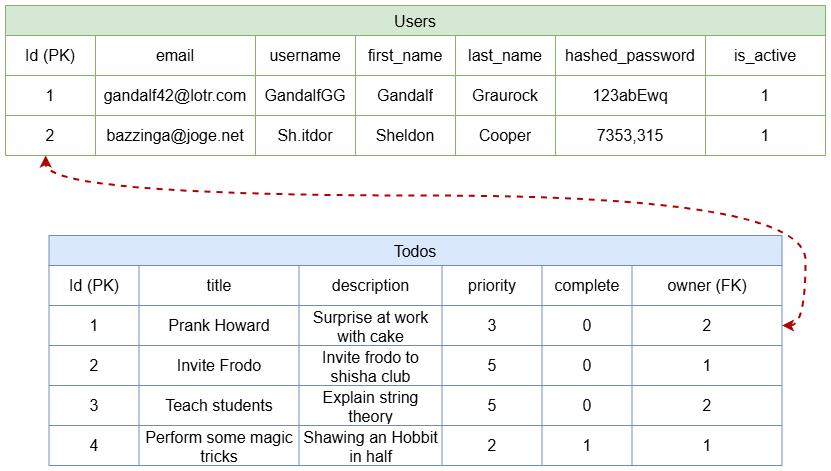 Users
Id (PK) email username first_name last_name hashed_password is_active
1 gandalf42@lotr.com GandalfGG Gandalf Graurock 123abEwq 1
2 bazzinga@joge.net Sh.itdor Sheldon Cooper 7353,315 1
Todos
Id (PK) title description priority complete owner (FK)
1 Prank Howard Surprise at work with cake 3 0 2
2 Invite Frodo Invite frodo to shisha club 5 0 1
3 Teach students Explain string theory 5 0 2
4 Perform some magic tricks Shawing an Hobbit in half 2 1 1